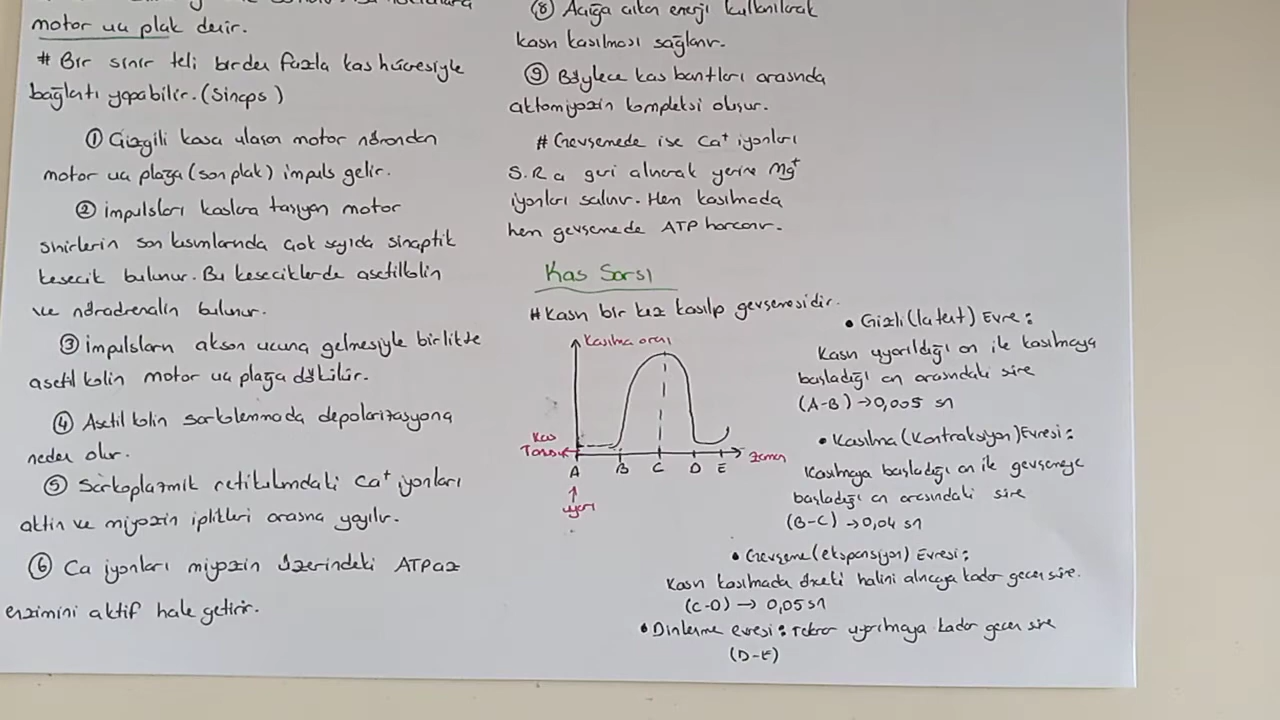 motor uç plak denir.
# Bir sinir teli birden fazla kas hücresiyle
bağlantı yapabilir. (Sinaps)
① Çizgili kasa ulaşan motor nörondan
motor uç plağa (son plak) impuls gelir.
② İmpulsları kaslara taşıyan motor
sinirlerin son kısımlarında çok sayıda sinaptik
kesecik bulunur. Bu keseciklerde asetilkolin
ve nöradrenalin bulunur.
③ İmpulsların akson ucuna gelmesiyle birlikte
asetil kolin motor uç plağa dökülür.
④ Asetil kolin sarkolemmada depolarizasyona
neden olur.
⑤ Sarkoplazmik retikulumdaki Ca+ iyonları
aktin ve miyozin iplikleri arasına yayılır.
⑥ Ca iyonları miyozin üzerindeki ATPaz
enzimini aktif hale getirir.
⑧ Açığa çıkan enerji kullanılarak
kasın kasılması sağlanır.
⑨ Böylece kas bantları arasında
aktomiyozin kompleksi oluşur.
# Gevşemede ise Ca+ iyonları
S.R a geri alınarak yerine Mg+
iyonları salınır. Hem kasılmada
hem gevşemede ATP harcanır.
Kas Sarsı
# Kasın bir kez kasılıp gevşemesidir.
Kasılma oranı
Kas
Tonusu
A B C D E
zaman
uyarı
• Gizli (latent) Evre:
Kasın uyarıldığı an ile kasılmaya
başladığı an arasındaki süre
(A-B) → 0,005 sn
• Kasılma (Kontraksiyon) Evresi:
Kasılmaya başladığı an ile gevşemeye
başladığı an arasındaki süre
(B-C) → 0,04 sn
• Gevşeme (ekspansiyon) Evresi:
Kasın kasılmada önceki halini alıncaya kadar geçen süre.
(C-D) → 0,05 sn
• Dinlenme evresi: Tekrar uyarılmaya kadar geçen süre
(D-E)